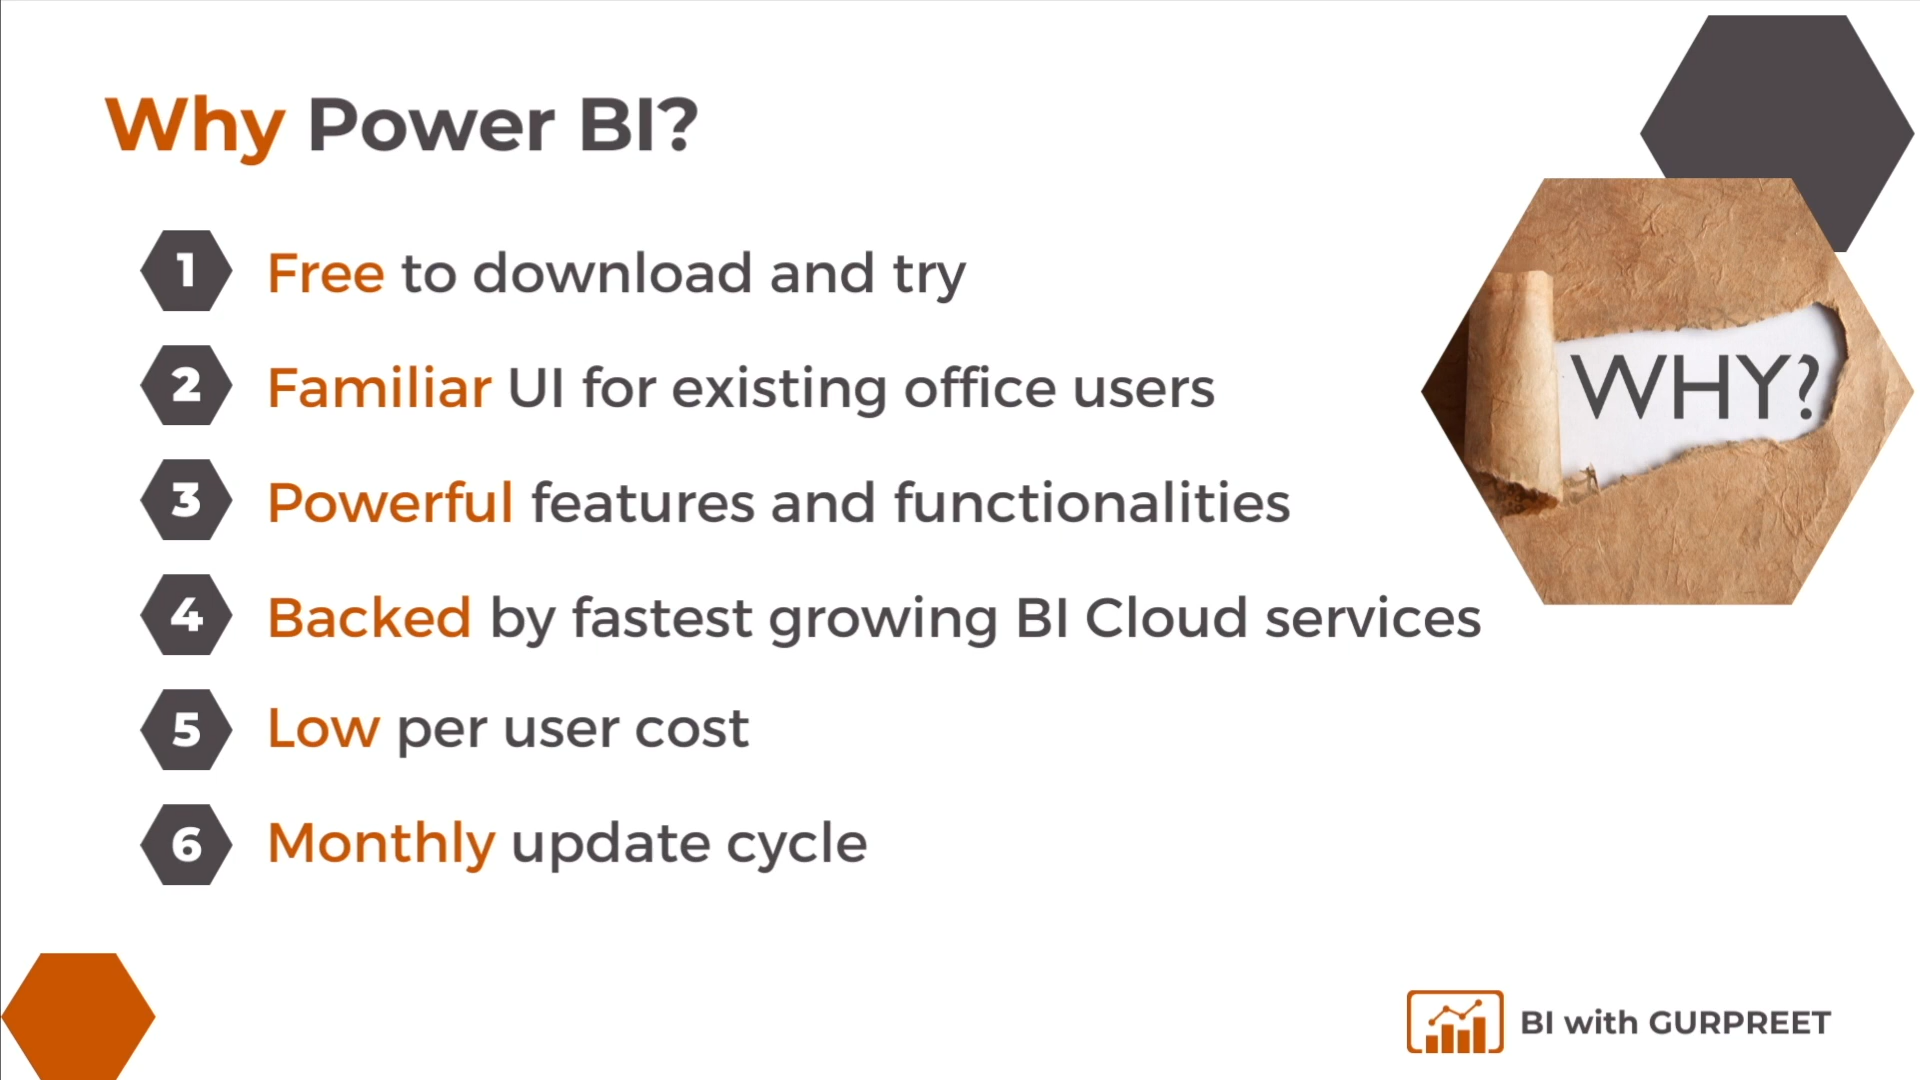 Why Power BI?
1 Free to download and try
2 Familiar UI for existing office users
WHY?
3 Powerful features and functionalities
4 Backed by fastest growing BI Cloud services
5 Low per user cost
6 Monthly update cycle
BI with GURPREET